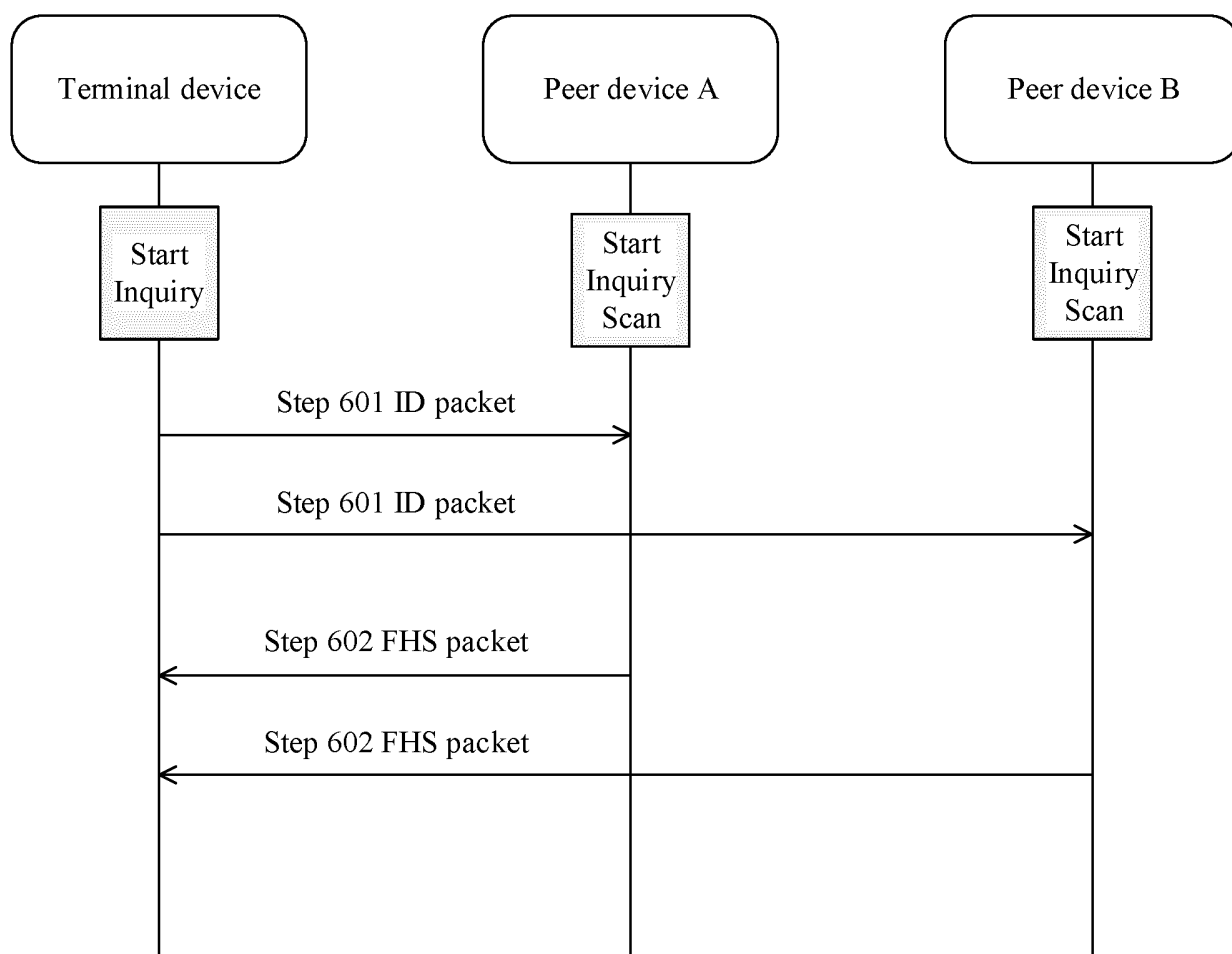 Terminal device
Peer device A
Peer device B
Start
Inquiry
Start
Inquiry
Scan
Start
Inquiry
Scan
Step 601 ID packet
Step 601 ID packet
Step 602 FHS packet
Step 602 FHS packet